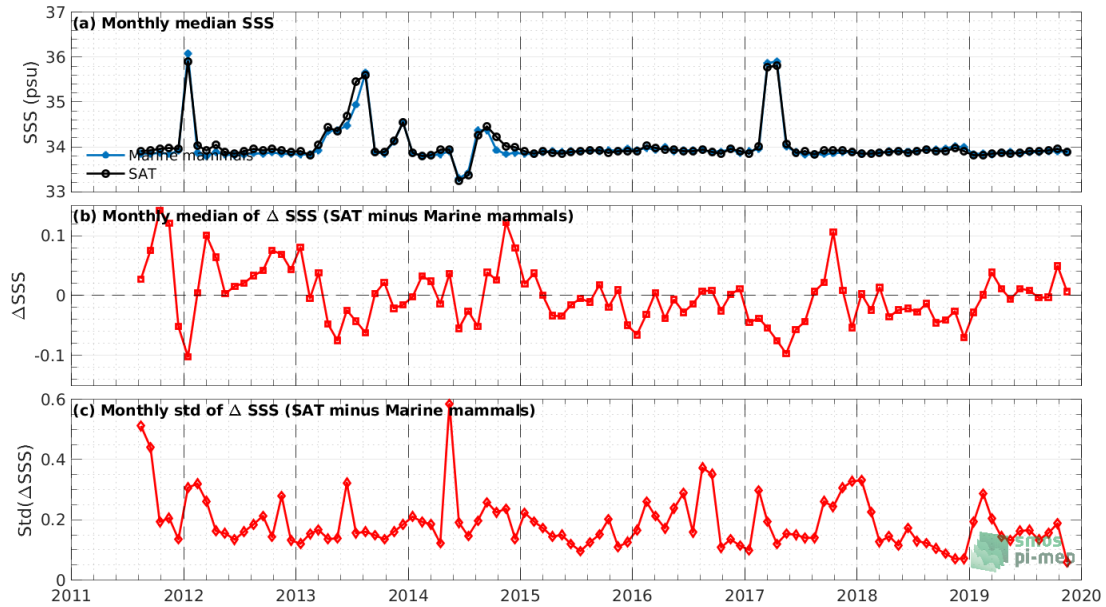 (a) Monthly median SSS
37
36
35
34
33
SSS (psu)
Marine mammals
SAT
(b) Monthly median of Δ SSS (SAT minus Marine mammals)
0.1
0
-0.1
ΔSSS
(c) Monthly std of Δ SSS (SAT minus Marine mammals)
0.6
0.4
0.2
0
Std(ΔSSS)
smos
pi-mep
2011 2012 2013 2014 2015 2016 2017 2018 2019 2020